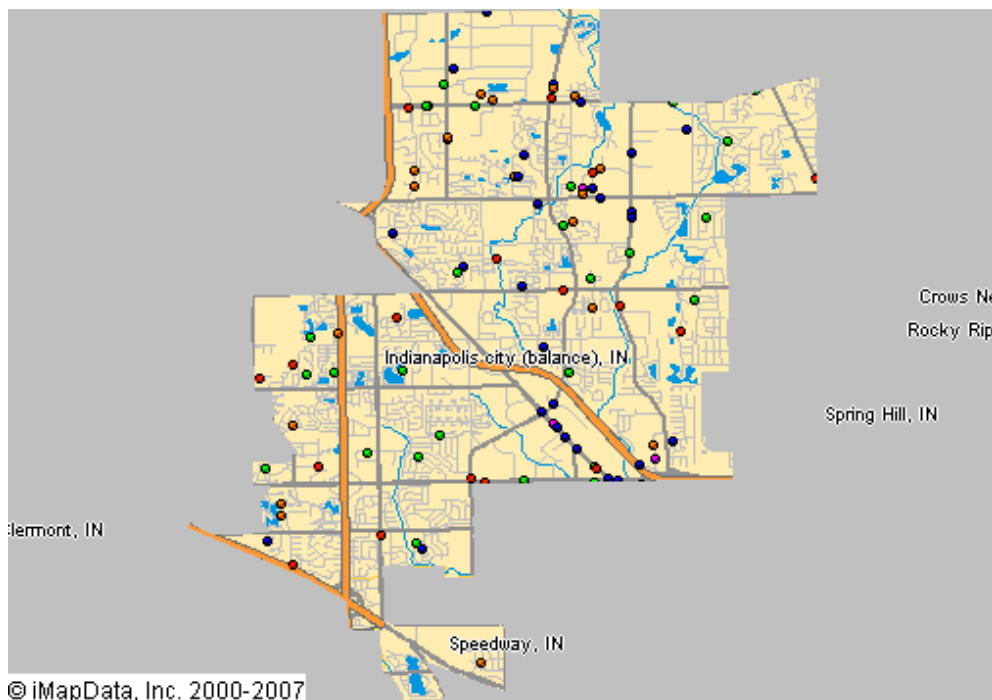 Crows Ne
Rocky Rip
Indianapolis city (balance), IN
Spring Hill, IN
lermont, IN
Speedway, IN
© iMapData, Inc. 2000-2007